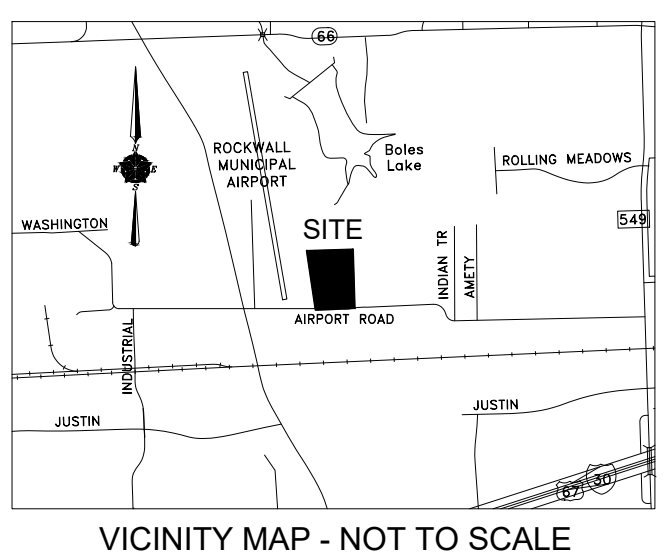 66
ROCKWALL
MUNICIPAL
AIRPORT
Boles
Lake
ROLLING MEADOWS
N
W E
S
WASHINGTON
549
SITE
INDIAN TR
AMETY
AIRPORT ROAD
INDUSTRIAL
JUSTIN
JUSTIN
67
30
VICINITY MAP - NOT TO SCALE